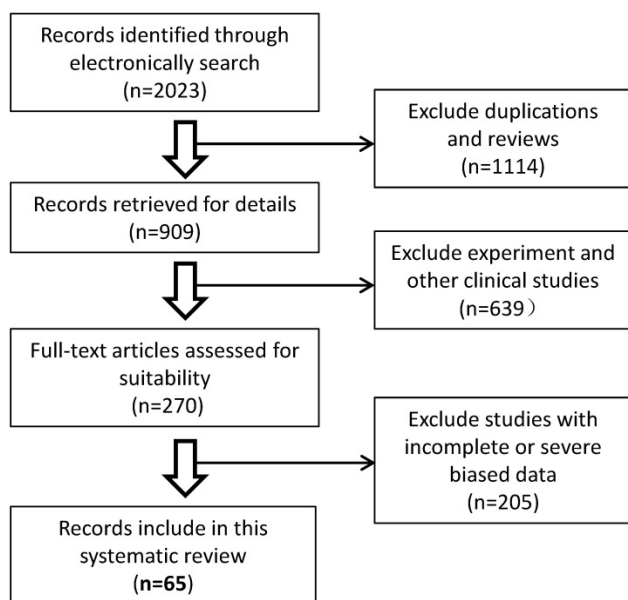 Records identified through
electronically search
(n=2023)
Exclude duplications
and reviews
(n=1114)
Records retrieved for details
(n=909)
Exclude experiment and
other clinical studies
(n=639）
Full-text articles assessed for
suitability
(n=270)
Exclude studies with
incomplete or severe
biased data
(n=205)
Records include in this
systematic review
(n=65)